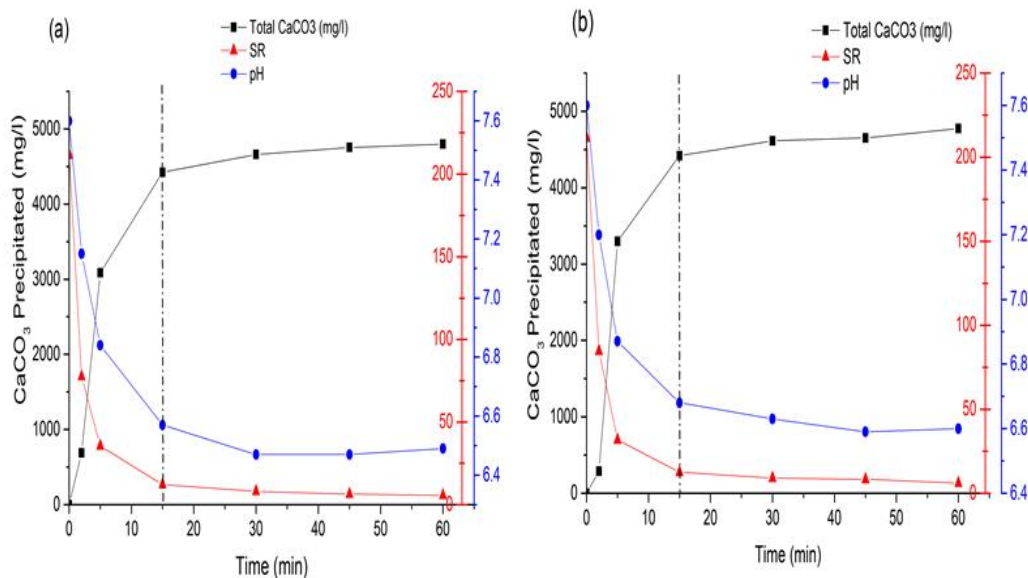 (a)
Total CaCO3 (mg/l)
SR
pH
CaCO3 Precipitated (mg/l)
5000
4000
3000
2000
1000
0
250
200
150
100
50
0
7.6
7.4
7.2
7.0
6.8
6.6
6.4
0 10 20 30 40 50 60
Time (min)
(b)
Total CaCO3 (mg/l)
SR
pH
CaCO3 Precipitated (mg/l)
5000
4000
3000
2000
1000
0
250
200
150
100
50
0
7.6
7.4
7.2
7.0
6.8
6.6
6.4
0 10 20 30 40 50 60
Time (min)